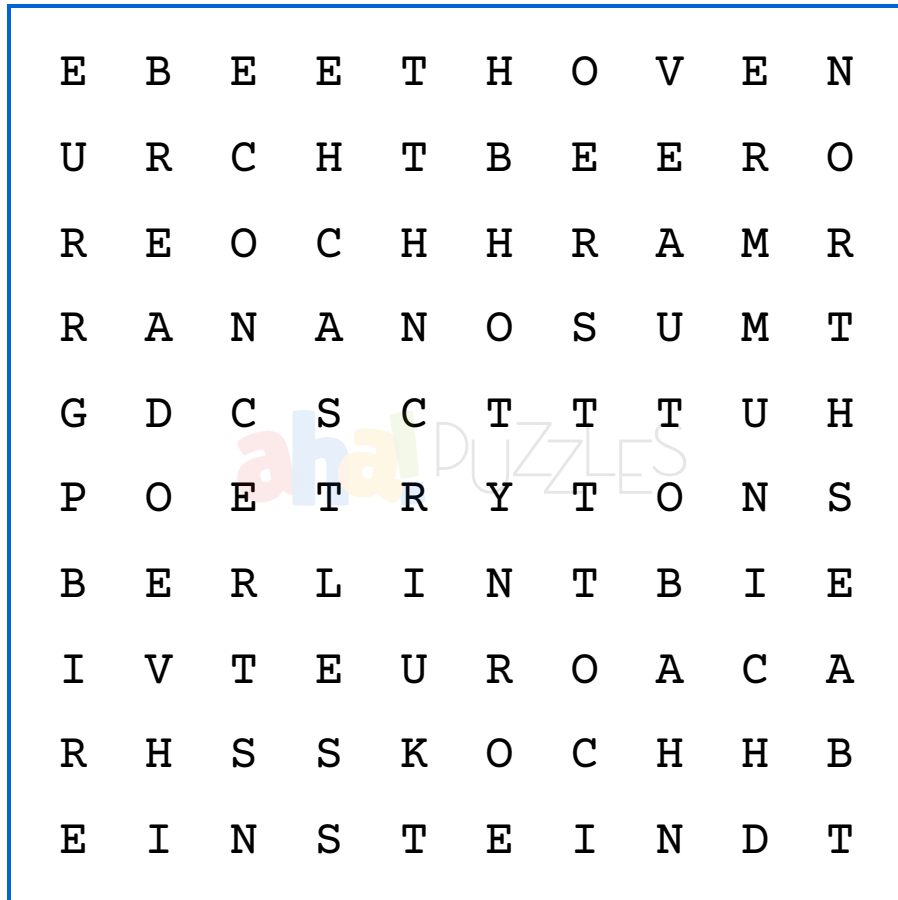 E B E E T H O V E N
U R C H T B E E R O
R E O C H H R A M R
R A N A N O S U M T
G D C S C T T T U H
aha! PUZZLES
P O E T R Y T O N S
B E R L I N T B I E
I V T E U R O A C A
R H S S K O C H H B
E I N S T E I N D T